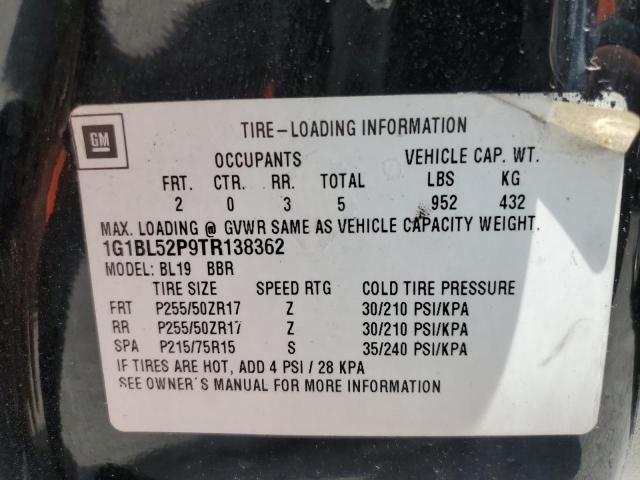 GM
TIRE-LOADING INFORMATION
OCCUPANTS VEHICLE CAP. WT.
FRT. CTR. RR. TOTAL LBS KG
2 0 3 5 952 432
MAX. LOADING @ GVWR SAME AS VEHICLE CAPACITY WEIGHT.
1G1BL52P9TR138362
MODEL: BL19 BBR
TIRE SIZE SPEED RTG COLD TIRE PRESSURE
FRT P255/50ZR17 Z 30/210 PSI/KPA
RR P255/50ZR17 Z 30/210 PSI/KPA
SPA P215/75R15 S 35/240 PSI/KPA
IF TIRES ARE HOT, ADD 4 PSI / 28 KPA
SEE OWNER'S MANUAL FOR MORE INFORMATION